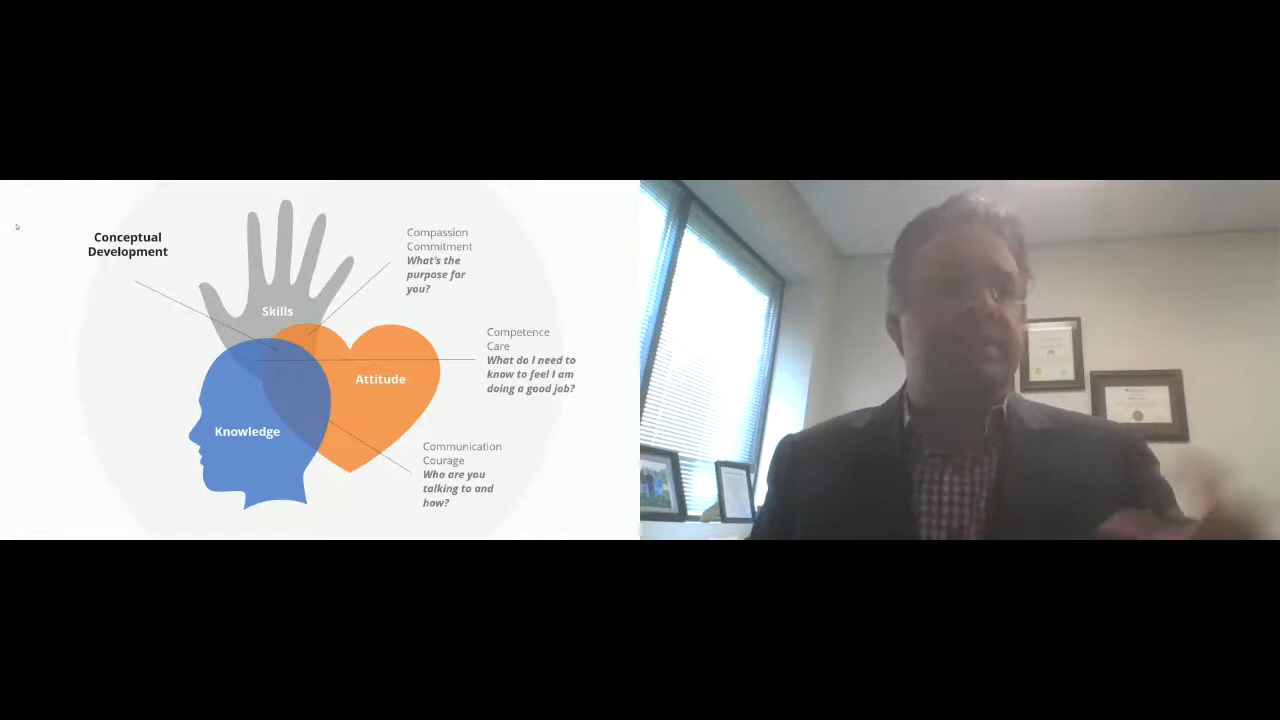 Conceptual
Development
Skills
Compassion
Commitment
What's the
purpose for
you?
Competence
Care
What do I need to
know to feel I am
doing a good job?
Attitude
Knowledge
Communication
Courage
Who are you
talking to and
how?